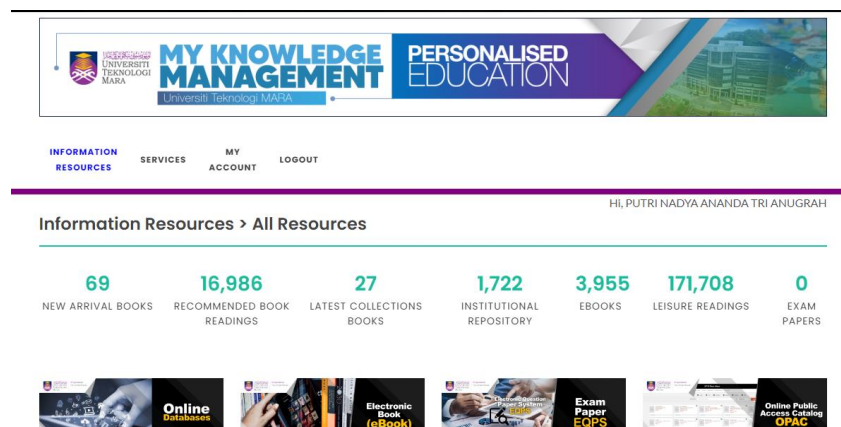 UNIVERSITI
TEKNOLOGI
MARA
MY KNOWLEDGE
MANAGEMENT
Universiti Teknologi MARA
PERSONALISED
EDUCATION
INFORMATION
RESOURCES
SERVICES
MY
ACCOUNT
LOGOUT
Hi, PUTRI NADYA ANANDA TRI ANUGRAH
Information Resources > All Resources
69
NEW ARRIVAL BOOKS
16,986
RECOMMENDED BOOK
READINGS
27
LATEST COLLECTIONS
BOOKS
1,722
INSTITUTIONAL
REPOSITORY
3,955
EBOOKS
171,708
LEISURE READINGS
0
EXAM
PAPERS
Online
Databases
Electronic
Book
(eBook)
Electronic Question
Paper System
EQPS
Exam
Paper
EQPS
Online Public
Access Catalog
OPAC